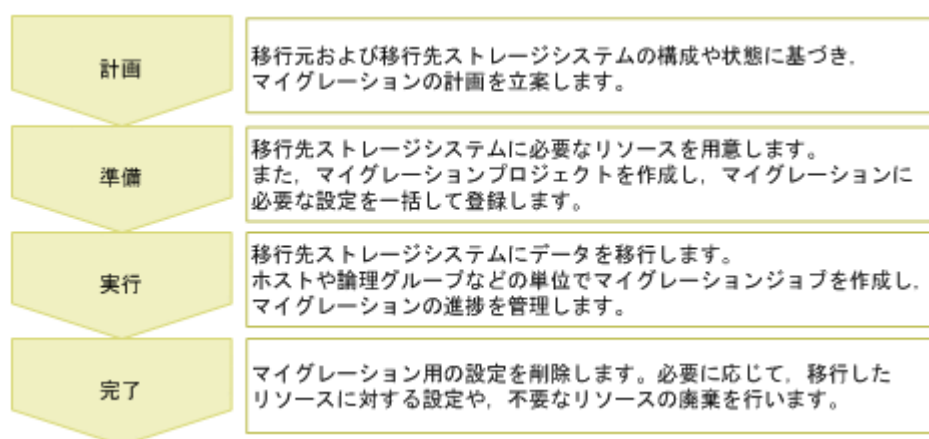 計画
移行元および移行先ストレージシステムの構成や状態に基づき，
マイグレーションの計画を立案します。
準備
移行先ストレージシステムに必要なリソースを用意します。
また，マイグレーションプロジェクトを作成し，マイグレーションに
必要な設定を一括して登録します。
実行
移行先ストレージシステムにデータを移行します。
ホストや論理グループなどの単位でマイグレーションジョブを作成し，
マイグレーションの進捗を管理します。
完了
マイグレーション用の設定を削除します。必要に応じて，移行した
リソースに対する設定や，不要なリソースの廃棄を行います。